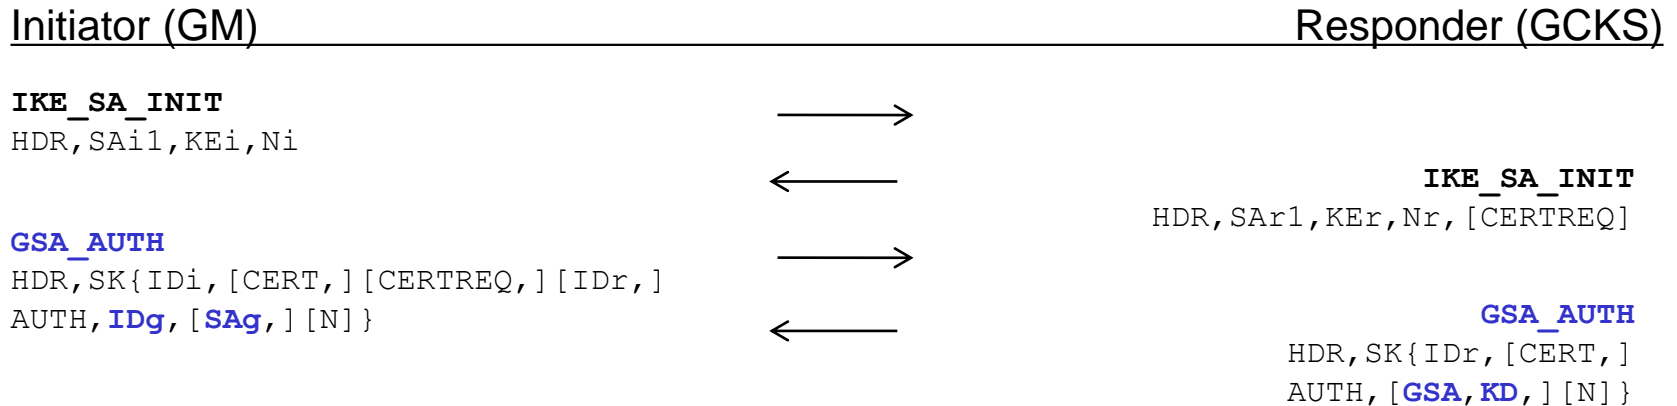 Initiator (GM) Responder (GCKS)
IKE_SA_INIT
HDR,SAi1,KEi,Ni
IKE_SA_INIT
HDR,SAr1,KEr,Nr,[CERTREQ]
GSA_AUTH
HDR,SK{IDi,[CERT,][CERTREQ,][IDr,]
AUTH,IDg,[SAg,][N]}
GSA_AUTH
HDR,SK{IDr,[CERT,]
AUTH,[GSA,KD,][N]}